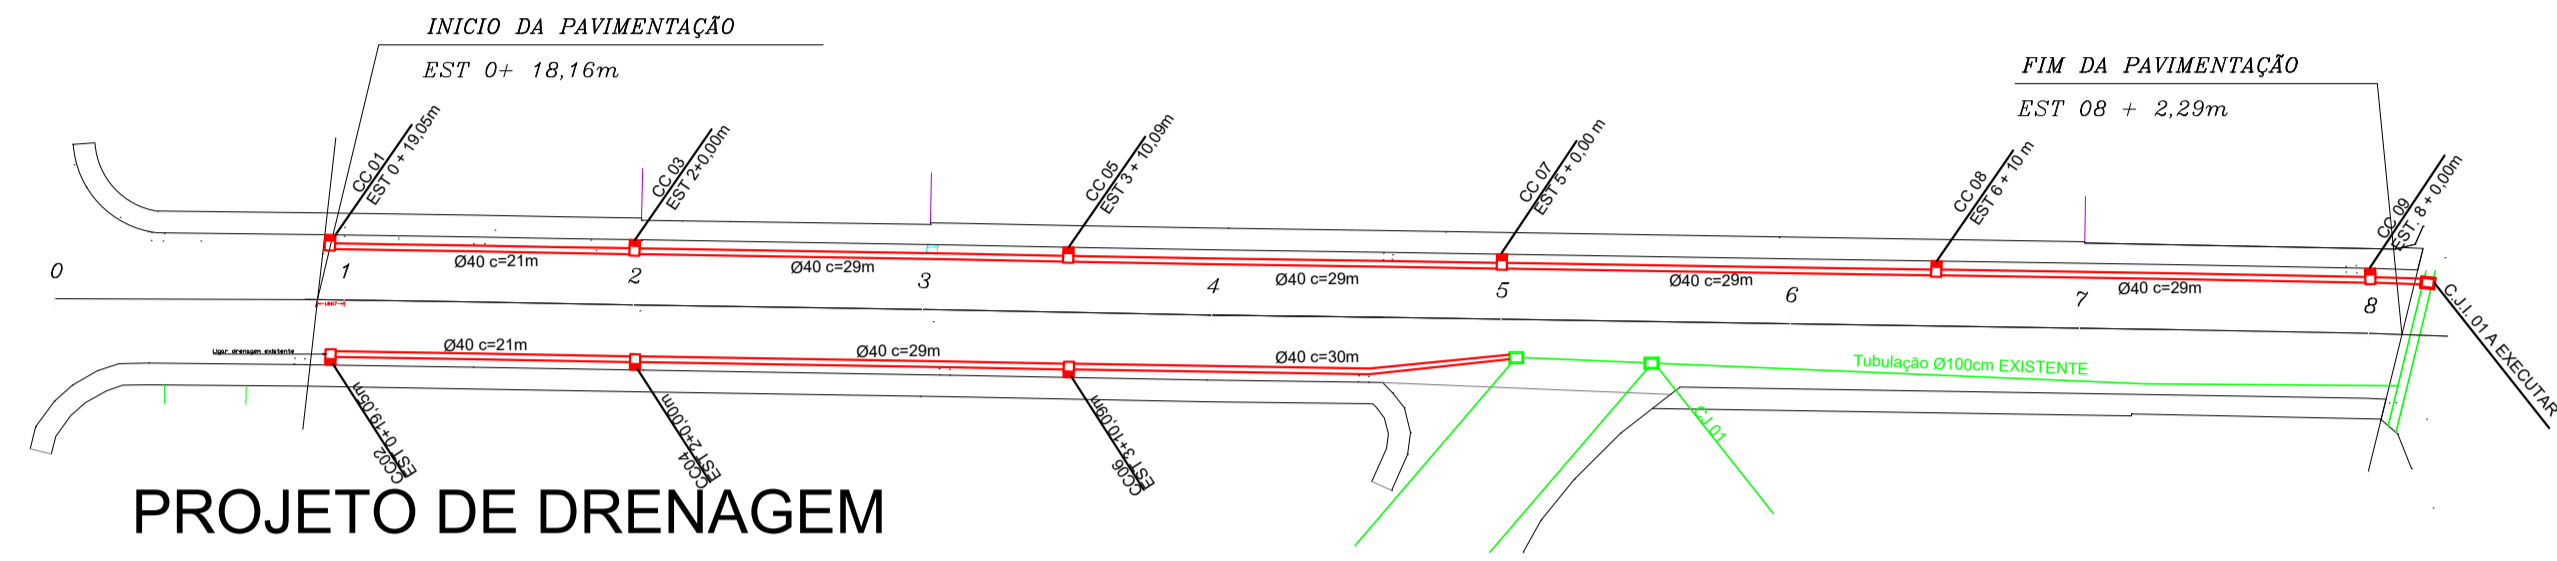 INICIO DA PAVIMENTAÇÃO
EST 0+ 18,16m
FIM DA PAVIMENTAÇÃO
EST 08 + 2,29m
CC 01
EST 0 + 19,05m
CC 03
EST 2+0,00m
CC 05
EST 3 + 10,09m
CC 07
EST 5 +0,00 m
CC 08
EST 6 + 10 m
CC 09
EST. 8 + 0,00m
Ø40 c=21m
Ø40 c=29m
Ø40 c=29m
Ø40 c=29m
Ø40 c=29m
0
1
2
3
4
5
6
7
8
C.J.I. 01 A EXECUTAR
Ligar drenagem existente
Ø40 c=21m
Ø40 c=29m
Ø40 c=30m
Tubulação Ø100cm EXISTENTE
CJ 01
CC02
EST 0+19,05m
CC04
EST 2+0,00m
CC06
EST 3+10,09m
PROJETO DE DRENAGEM